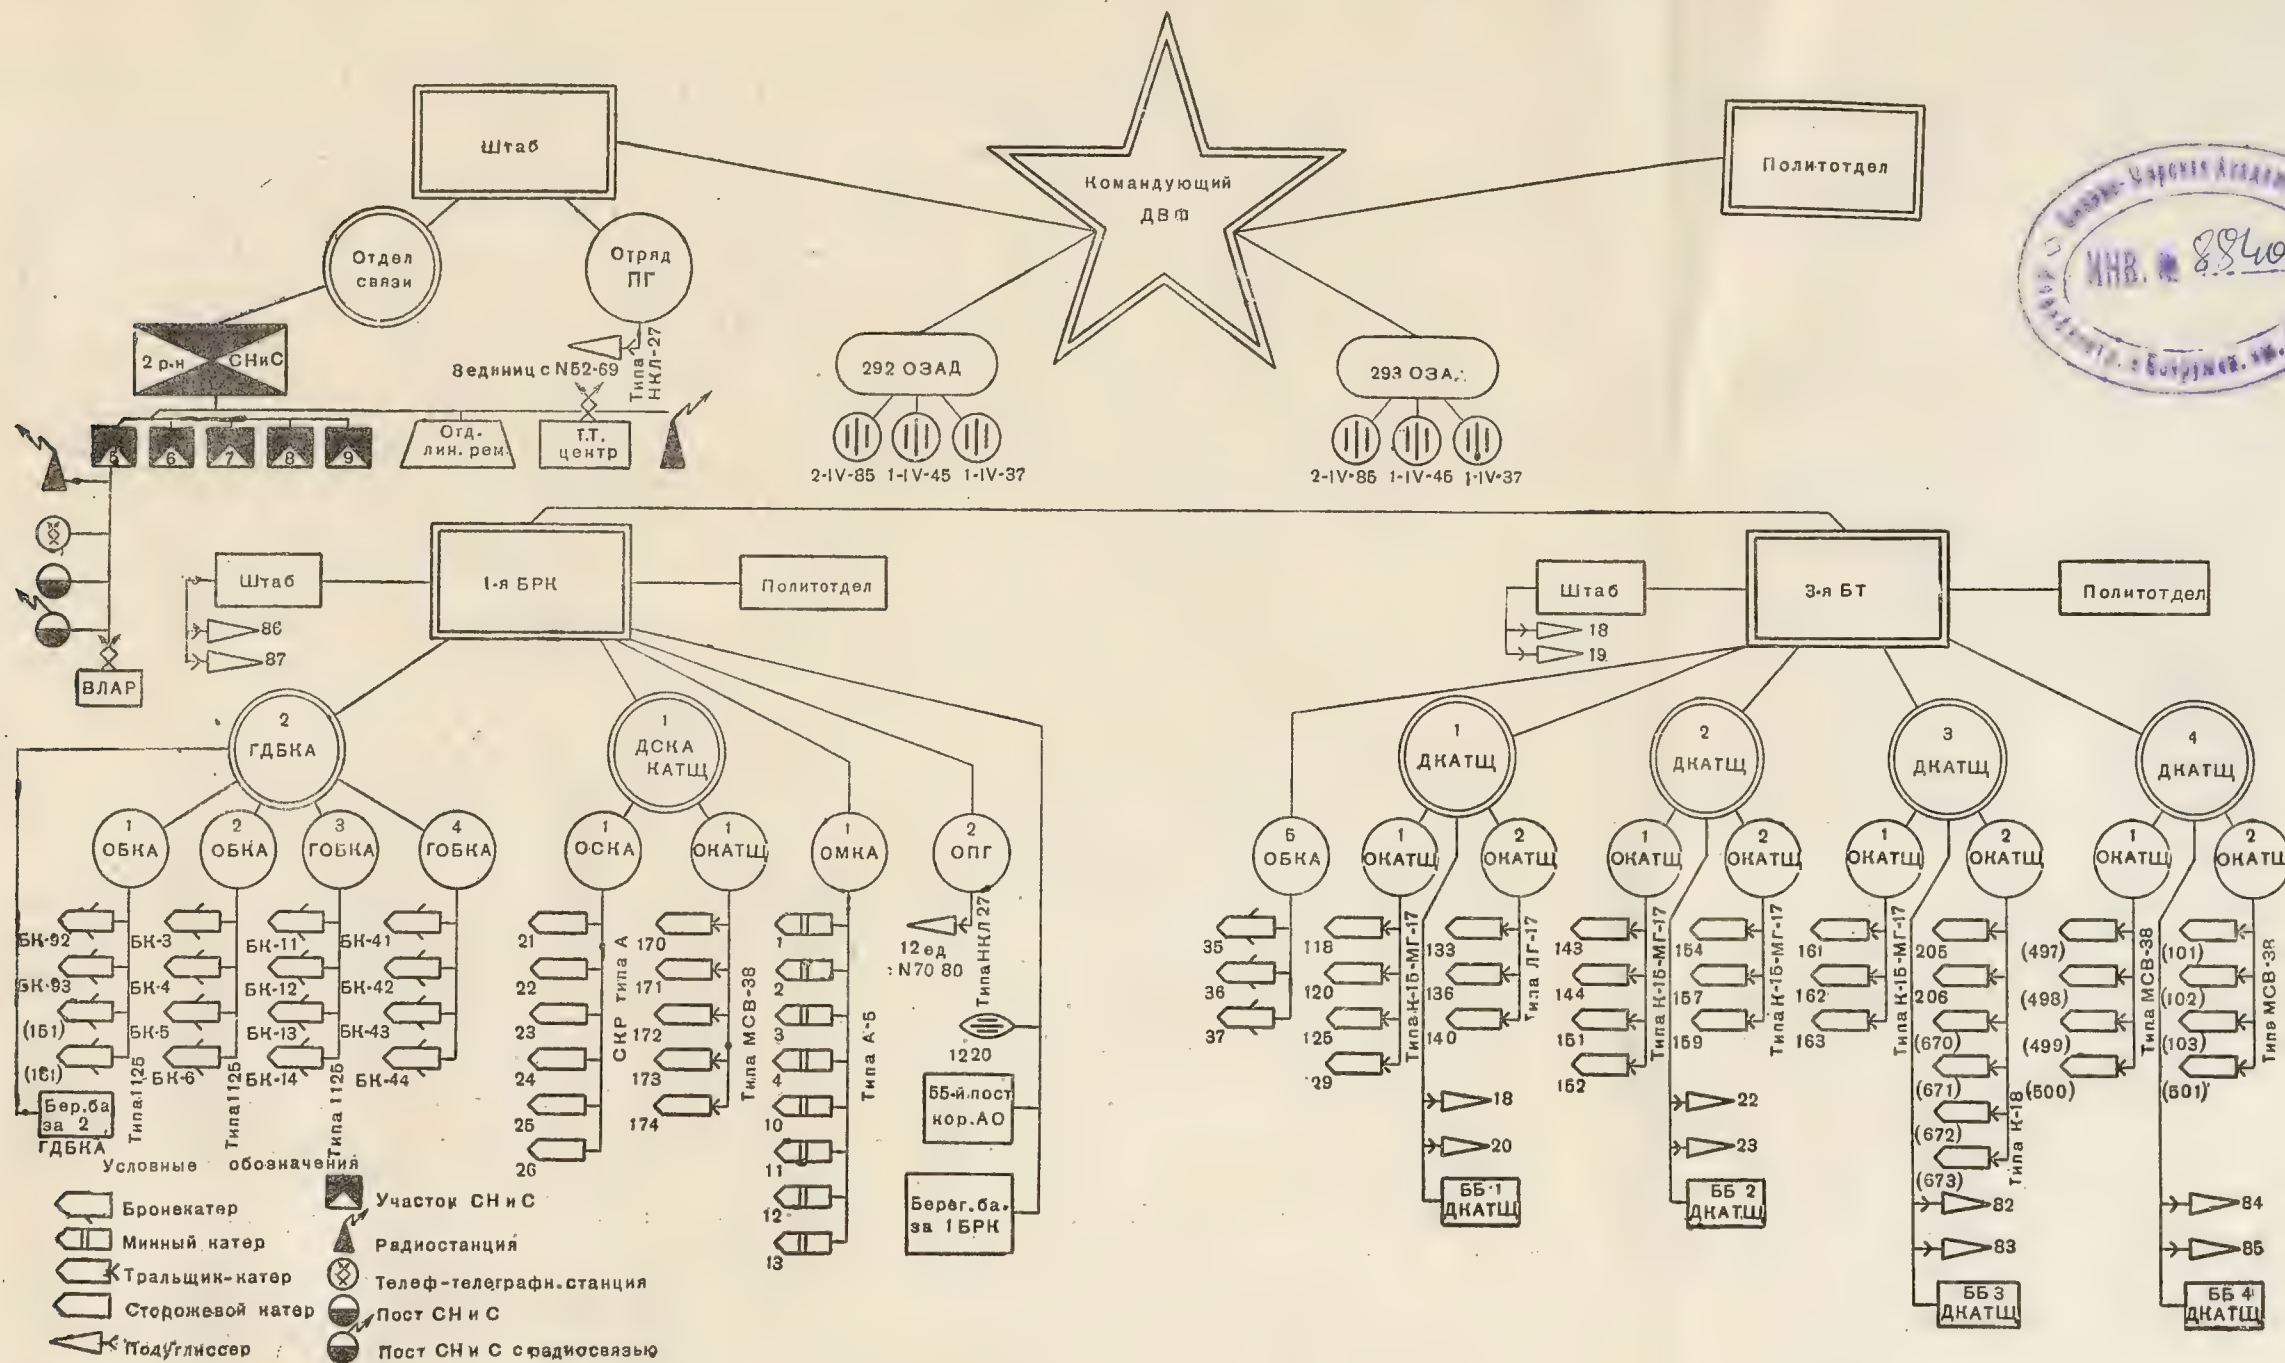 Штаб
Командующий
ДВФ
Политотдел
ИНВ. № 8840
Отдел
связи
Отряд
ПГ
2 р.н СНиС
8 единиц с N52-69
Типа
НКЛ-27
292 ОЗАД
293 ОЗА
5 6 7 8 9
Отд.
лин. рем.
Т.Т.
центр
2-IV-85 1-IV-45 1-IV-37
2-IV-85 1-IV-45 1-IV-37
Штаб
1-я БРК
Политотдел
86
87
Штаб
3-я БТ
Политотдел
18
19
ВЛАР
2
ГДБКА
1
ДСКА
КАТЩ
1
ДКАТЩ
2
ДКАТЩ
3
ДКАТЩ
4
ДКАТЩ
1
ОБКА
2
ОБКА
3
ГОБКА
4
ГОБКА
1
ОСКА
1
ОКАТЩ
1
ОМКА
2
ОПГ
5
ОБКА
1
ОКАТЩ
2
ОКАТЩ
1
ОКАТЩ
2
ОКАТЩ
1
ОКАТЩ
2
ОКАТЩ
1
ОКАТЩ
2
ОКАТЩ
БК-92
БК-93
(151)
(161)
Типа 1125
БК-3
БК-4
БК-5
БК-6
Типа 1125
БК-11
БК-12
БК-13
БК-14
Типа 1125
БК-41
БК-42
БК-43
БК-44
21
22
23
24
25
26
СКР типа А
170
171
172
173
174
Типа МСВ-38
1
2
3
4
10
11
12
13
Типа А-5
12 ед
N70 80
Типа НКЛ 27
1220
55-й пост
кор. АО
Берег. ба.
за 1 БРК
Бер. ба
за 2
ГДБКА
35
36
37
118
120
125
29
Типа К-15-МГ-17
133
136
140
Типа ЛГ-17
18
20
ББ 1
ДКАТЩ
143
144
151
152
Типа К-15-МГ-17
154
157
159
Типа К-15-МГ-17
22
23
ББ 2
ДКАТЩ
161
162
163
Типа К-15-МГ-17
205
206
(670)
(671)
(672)
(673)
Типа К-18
82
83
ББ 3
ДКАТЩ
(497)
(498)
(499)
(500)
Типа МСВ-38
(101)
(102)
(103)
(501)
Типа МСВ-38
84
85
ББ 4
ДКАТЩ
Условные обозначения
Бронекатер
Минный катер
Тральщик-катер
Сторожевой катер
Полуглиссер
Участок СН и С
Радиостанция
Телеф-телеграфн. станция
Пост СН и С
Пост СН и С с радиосвязью